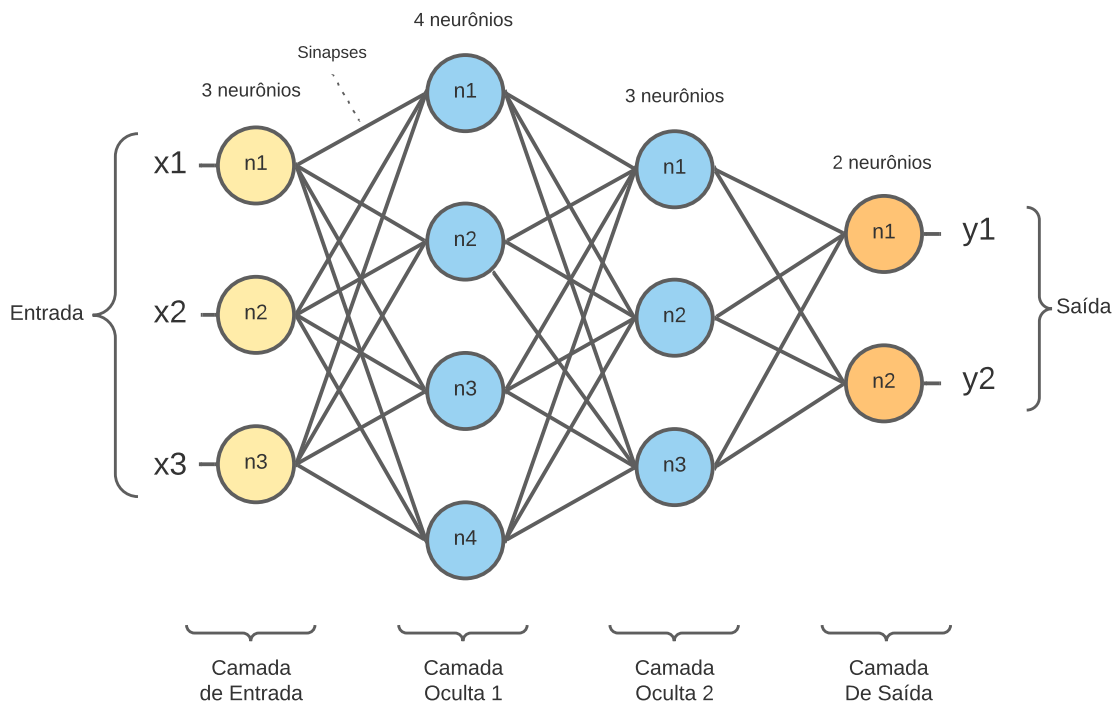 4 neurônios
Sinapses
3 neurônios
3 neurônios
2 neurônios
x1
n1
n1
n1
n1
y1
n2
Entrada
x2
n2
n2
Saída
n3
n2
y2
x3
n3
n3
n4
Camada
de Entrada
Camada
Oculta 1
Camada
Oculta 2
Camada
De Saída